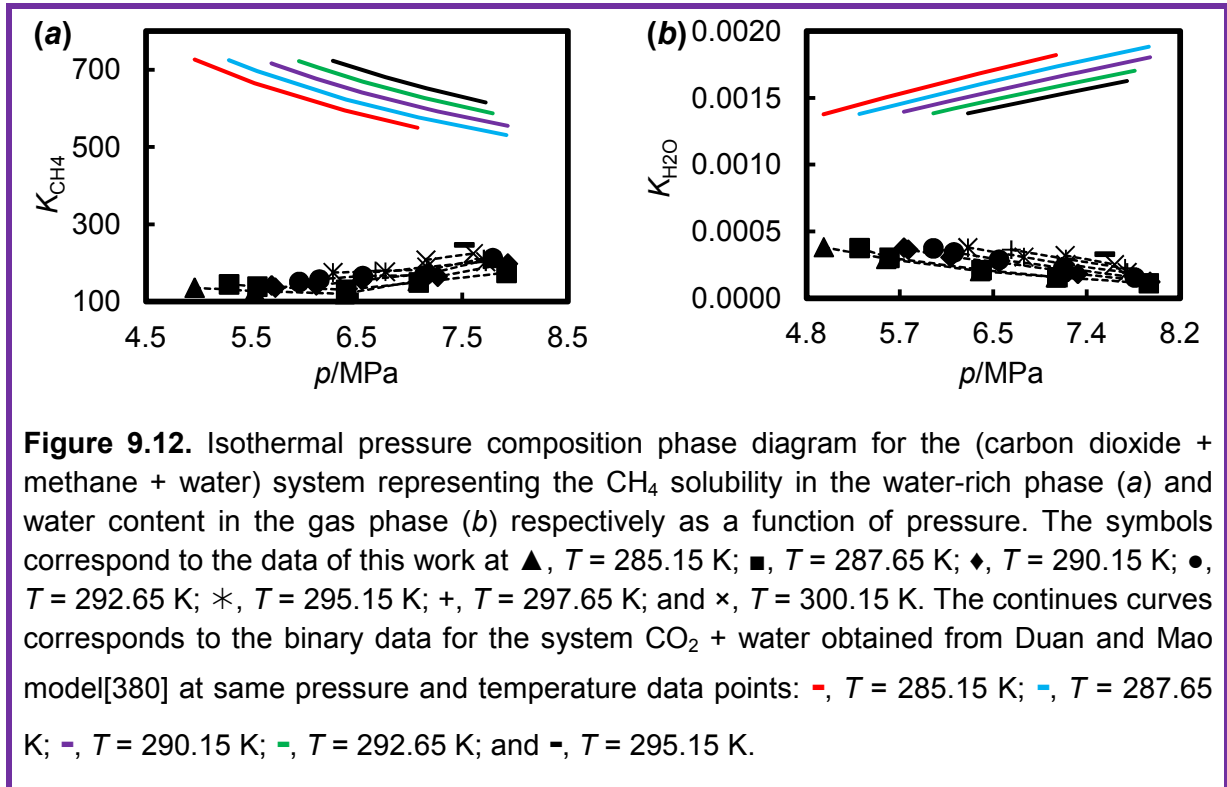 (a)
700
500
300
100
K_CH4
4.5 5.5 6.5 7.5 8.5
p/MPa
(b)
0.0020
0.0015
0.0010
0.0005
0.0000
K_H2O
4.8 5.7 6.5 7.4 8.2
p/MPa
Figure 9.12. Isothermal pressure composition phase diagram for the (carbon dioxide +
methane + water) system representing the CH₄ solubility in the water-rich phase (a) and
water content in the gas phase (b) respectively as a function of pressure. The symbols
correspond to the data of this work at ▲, T = 285.15 K; ■, T = 287.65 K; ♦, T = 290.15 K; ●,
T = 292.65 K; ✳, T = 295.15 K; +, T = 297.65 K; and ×, T = 300.15 K. The continues curves
corresponds to the binary data for the system CO₂ + water obtained from Duan and Mao
model[380] at same pressure and temperature data points: -, T = 285.15 K; -, T = 287.65
K; -, T = 290.15 K; -, T = 292.65 K; and -, T = 295.15 K.